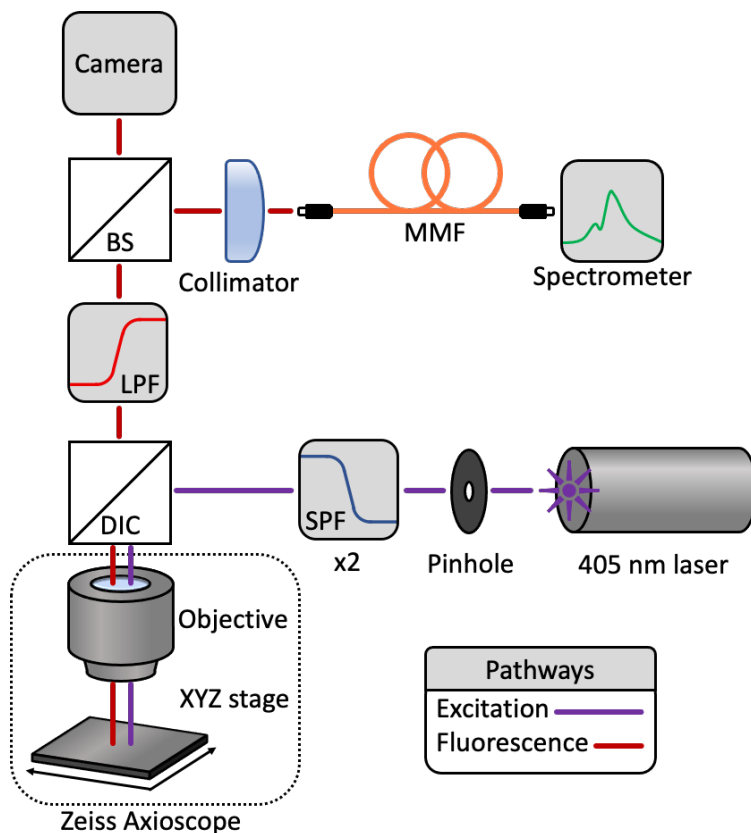 Camera
BS
Collimator
MMF
Spectrometer
LPF
DIC
SPF
x2
Pinhole
405 nm laser
Objective
XYZ stage
Zeiss Axioscope
Pathways
Excitation
Fluorescence